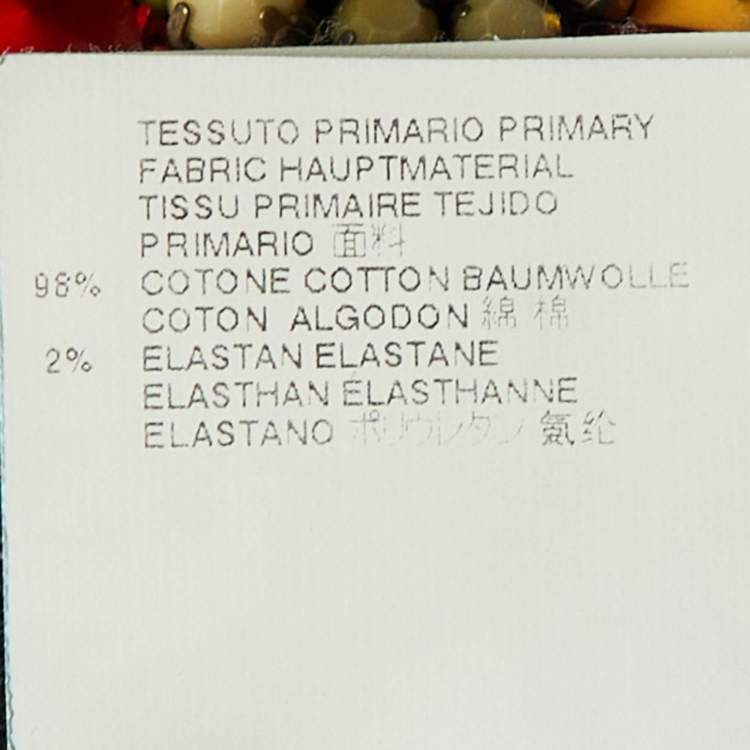 TESSUTO PRIMARIO PRIMARY
FABRIC HAUPTMATERIAL
TISSU PRIMAIRE TEJIDO
PRIMARIO 面料
98% COTONE COTTON BAUMWOLLE
COTON ALGODON 綿 棉
2% ELASTAN ELASTANE
ELASTHAN ÉLASTHANNE
ELASTANO ポリウレタン 氨纶